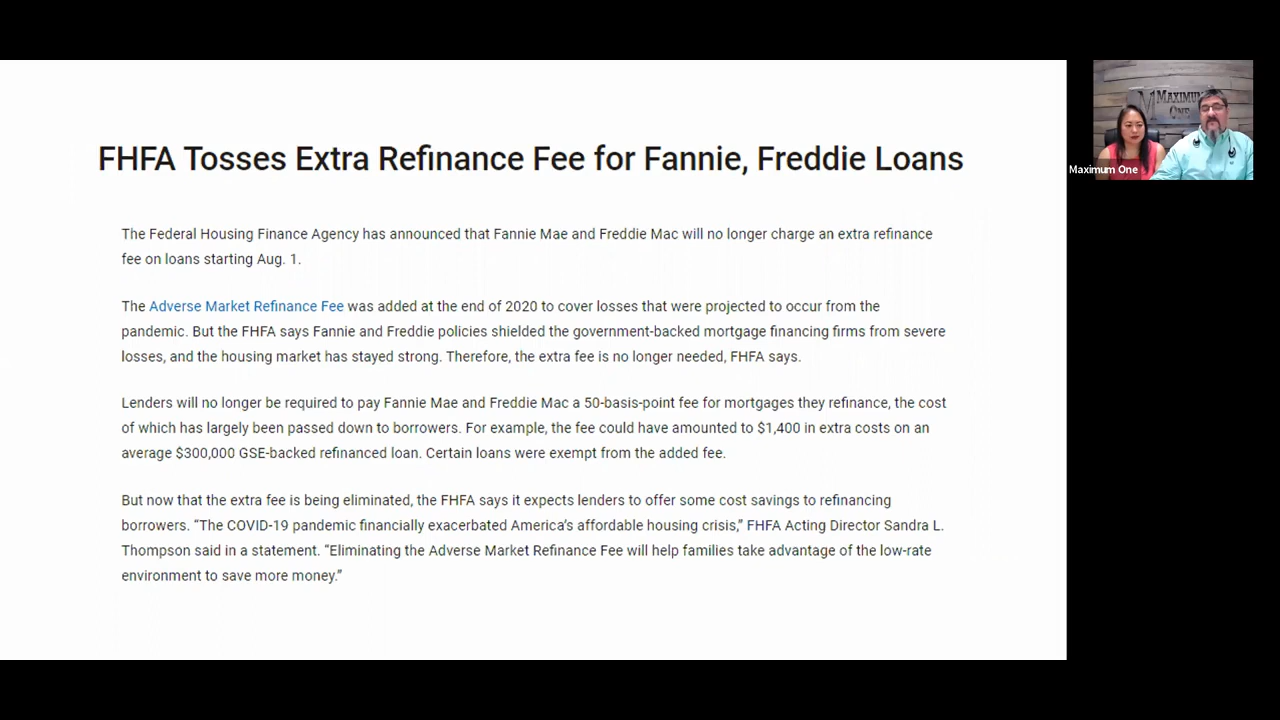 FHFA Tosses Extra Refinance Fee for Fannie, Freddie Loans
The Federal Housing Finance Agency has announced that Fannie Mae and Freddie Mac will no longer charge an extra refinance
fee on loans starting Aug. 1.
The Adverse Market Refinance Fee was added at the end of 2020 to cover losses that were projected to occur from the
pandemic. But the FHFA says Fannie and Freddie policies shielded the government-backed mortgage financing firms from severe
losses, and the housing market has stayed strong. Therefore, the extra fee is no longer needed, FHFA says.
Lenders will no longer be required to pay Fannie Mae and Freddie Mac a 50-basis-point fee for mortgages they refinance, the cost
of which has largely been passed down to borrowers. For example, the fee could have amounted to $1,400 in extra costs on an
average $300,000 GSE-backed refinanced loan. Certain loans were exempt from the added fee.
But now that the extra fee is being eliminated, the FHFA says it expects lenders to offer some cost savings to refinancing
borrowers. “The COVID-19 pandemic financially exacerbated America’s affordable housing crisis,” FHFA Acting Director Sandra L.
Thompson said in a statement. “Eliminating the Adverse Market Refinance Fee will help families take advantage of the low-rate
environment to save more money.”
MAXIMUM
ONE
Maximum One